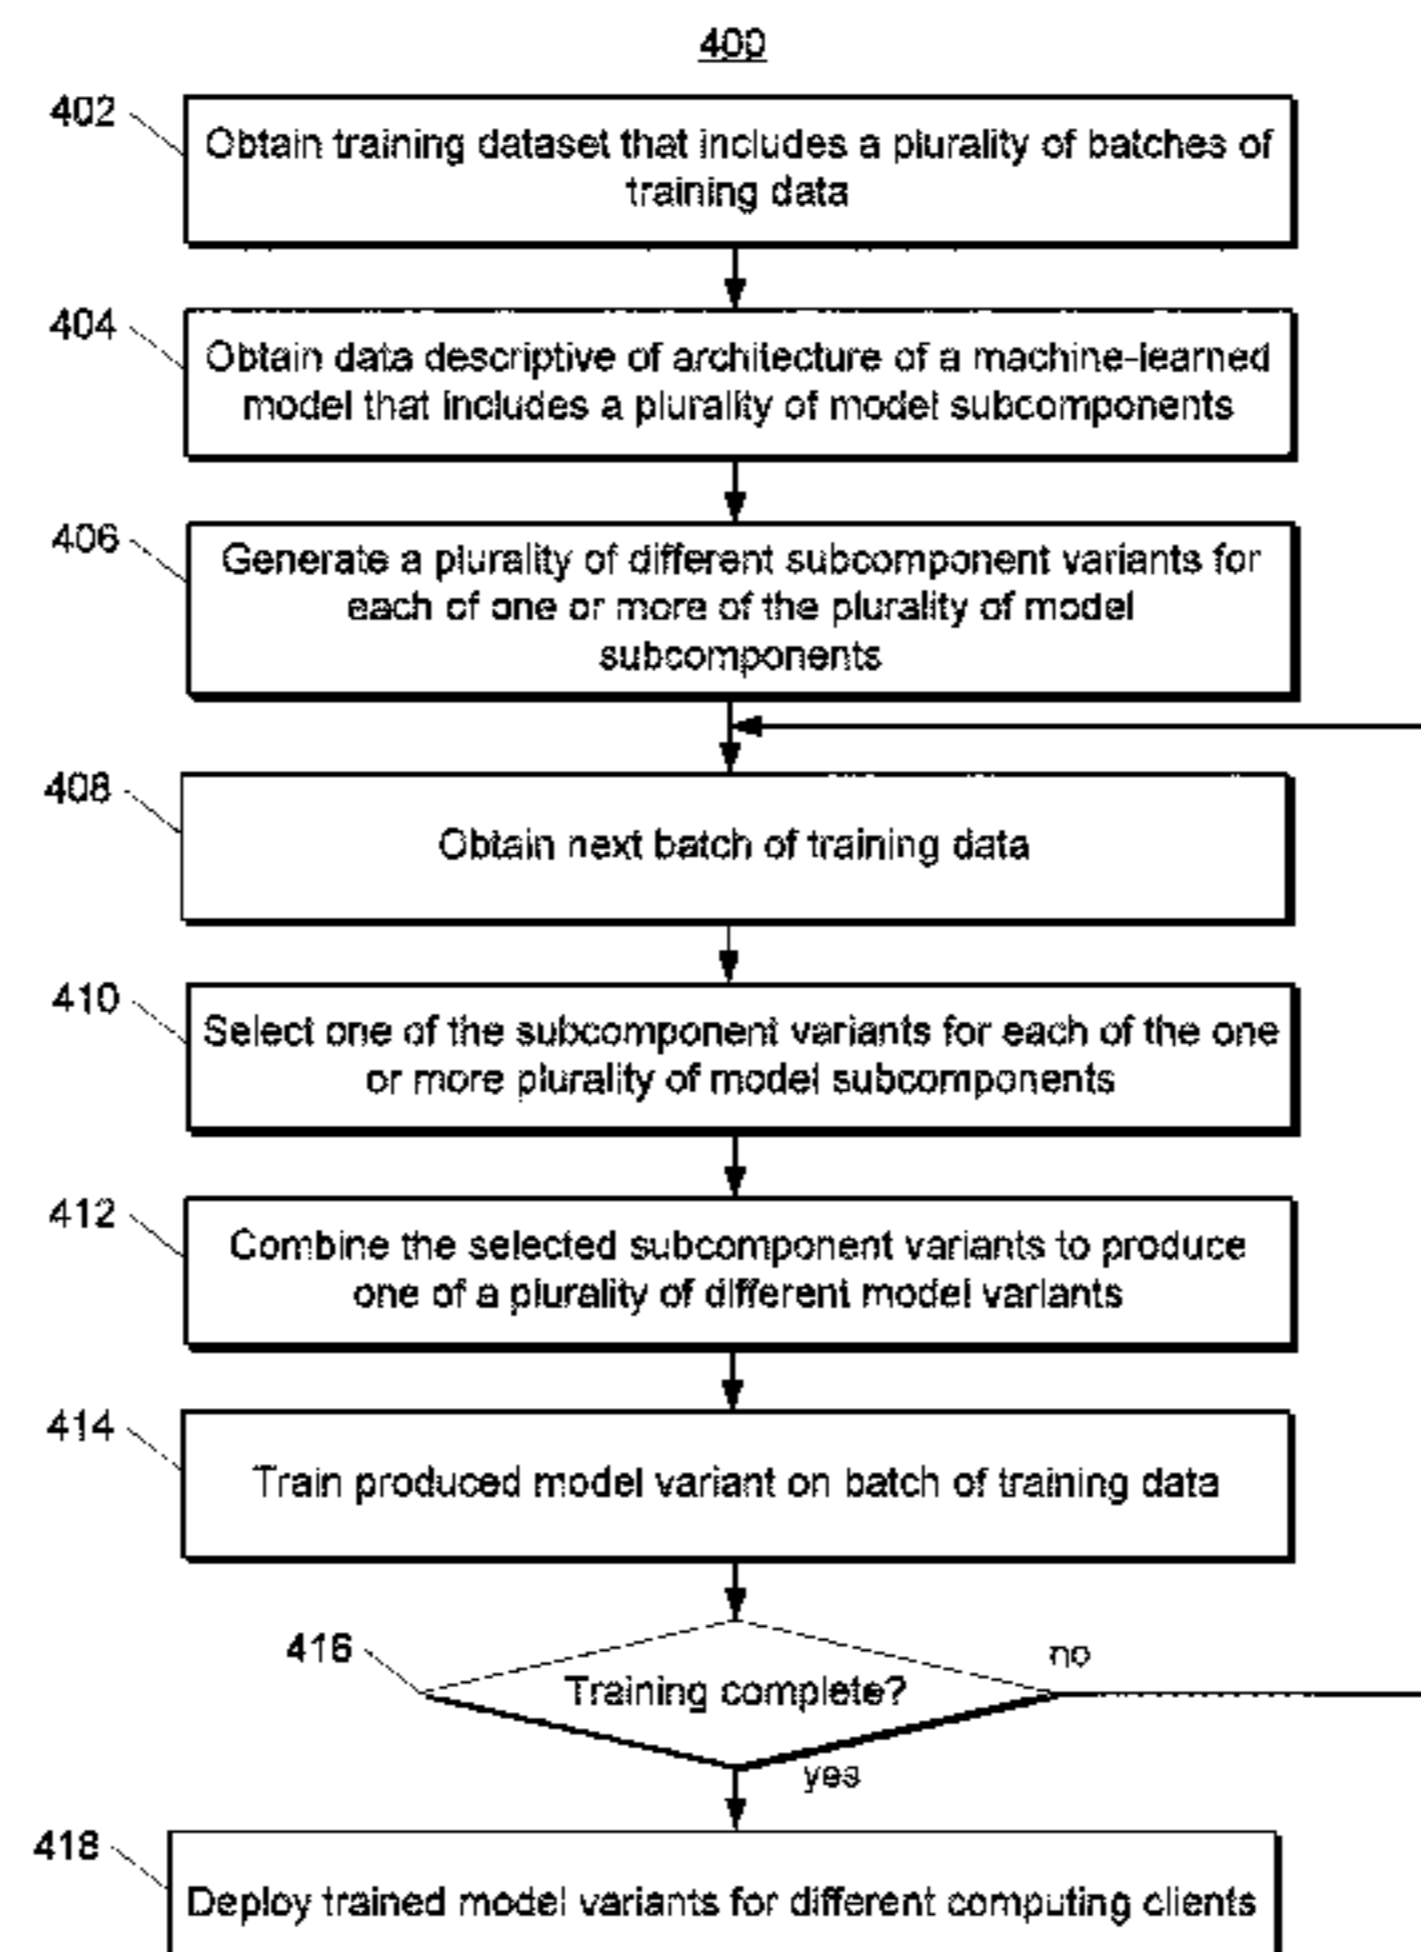 400
402
Obtain training dataset that includes a plurality of batches of
training data
404
Obtain data descriptive of architecture of a machine-learned
model that includes a plurality of model subcomponents
406
Generate a plurality of different subcomponent variants for
each of one or more of the plurality of model
subcomponents
408
Obtain next batch of training data
410
Select one of the subcomponent variants for each of the one
or more plurality of model subcomponents
412
Combine the selected subcomponent variants to produce
one of a plurality of different model variants
414
Train produced model variant on batch of training data
416
Training complete?
no
yes
418
Deploy trained model variants for different computing clients